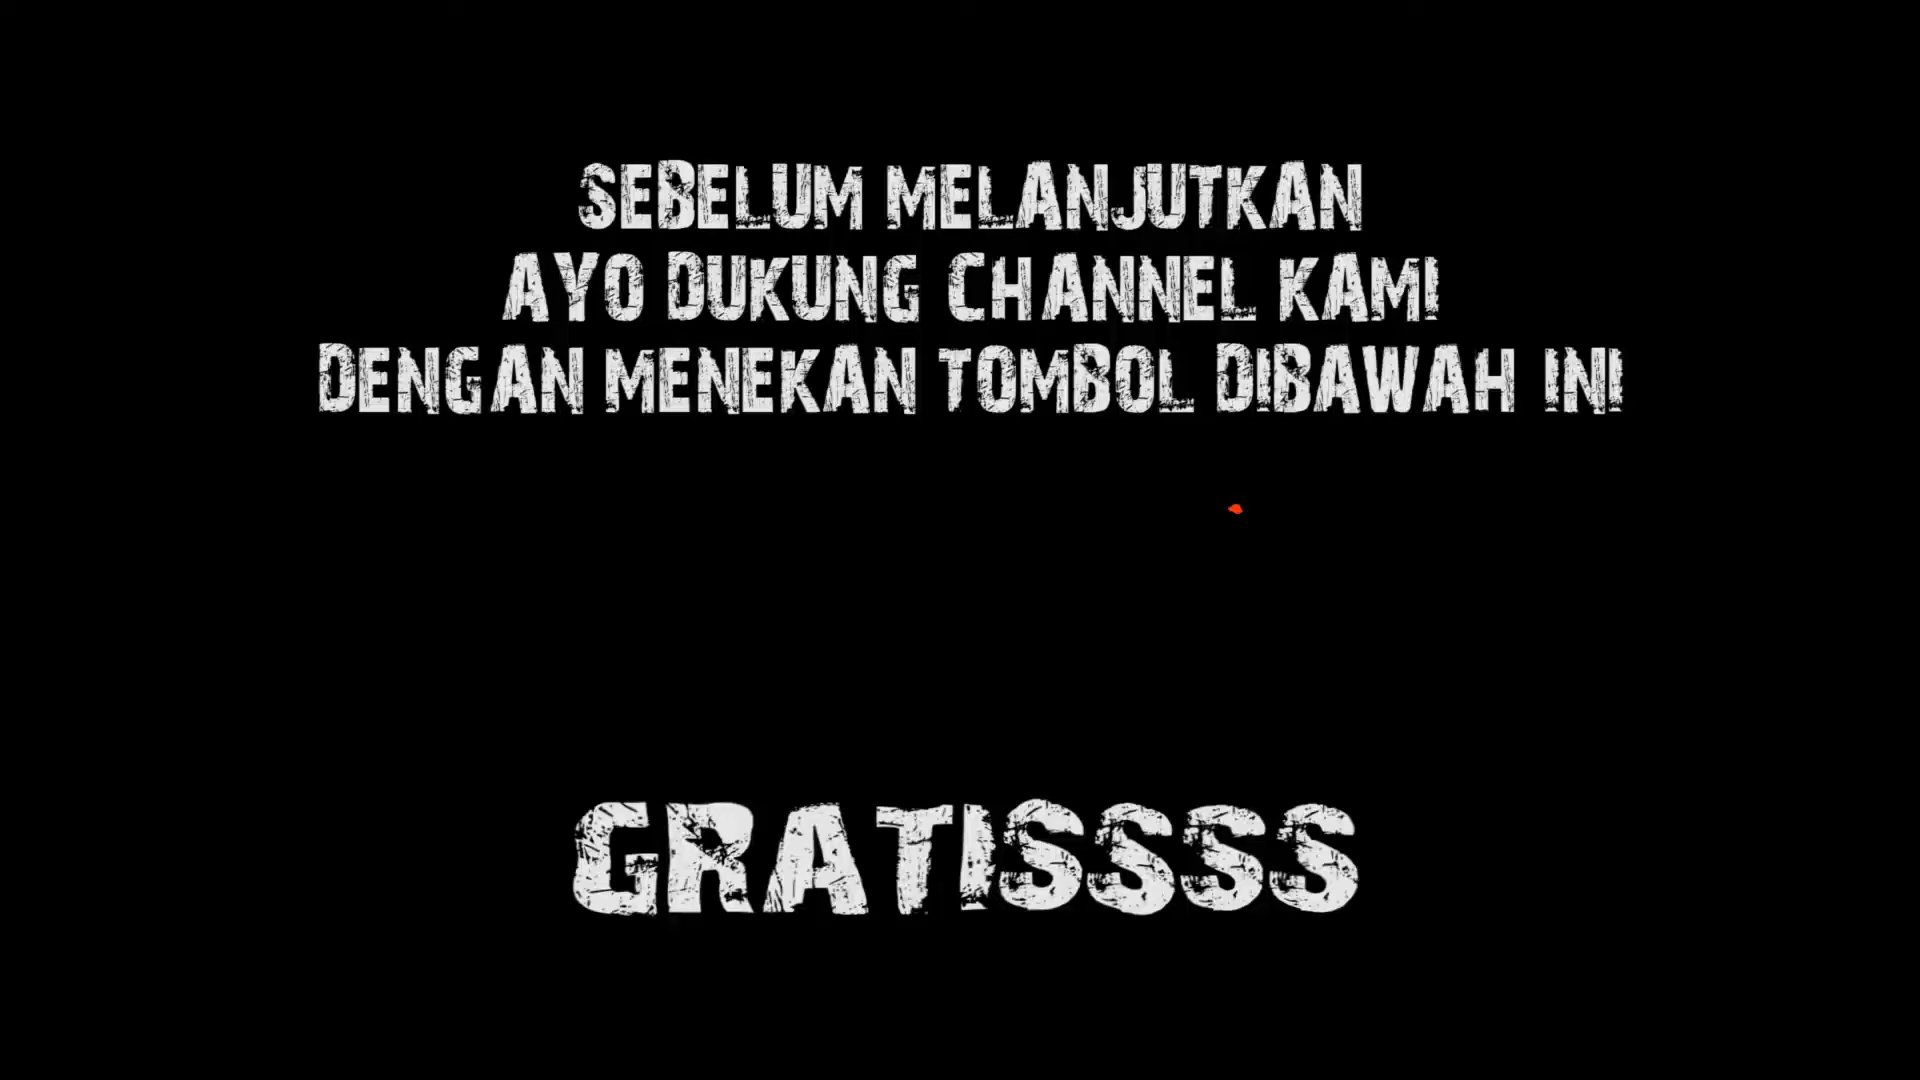 SEBELUM MELANJUTKAN
AYO DUKUNG CHANNEL KAMI
DENGAN MENEKAN TOMBOL DIBAWAH INI
GRATISSSS